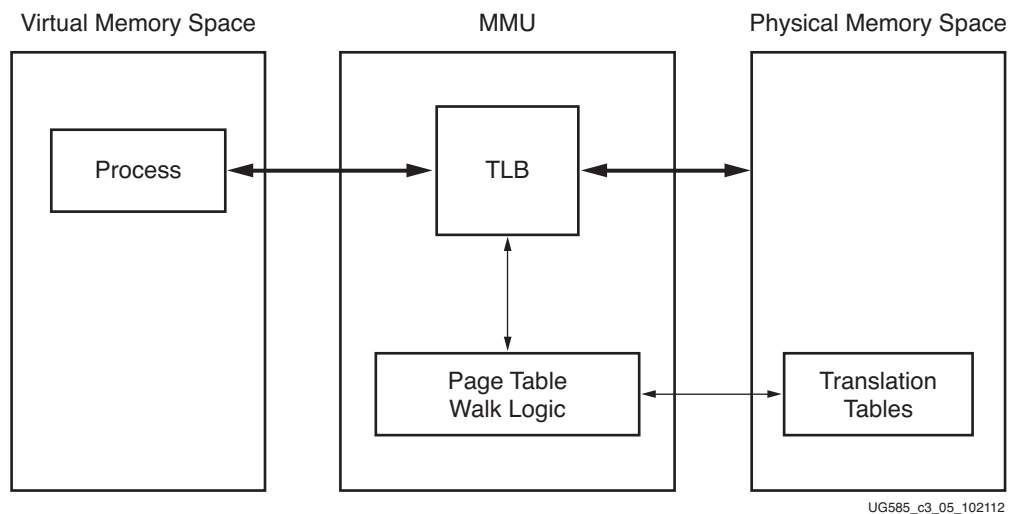 Virtual Memory Space
MMU
Physical Memory Space
Process
TLB
Page Table
Walk Logic
Translation
Tables
UG585_c3_05_102112